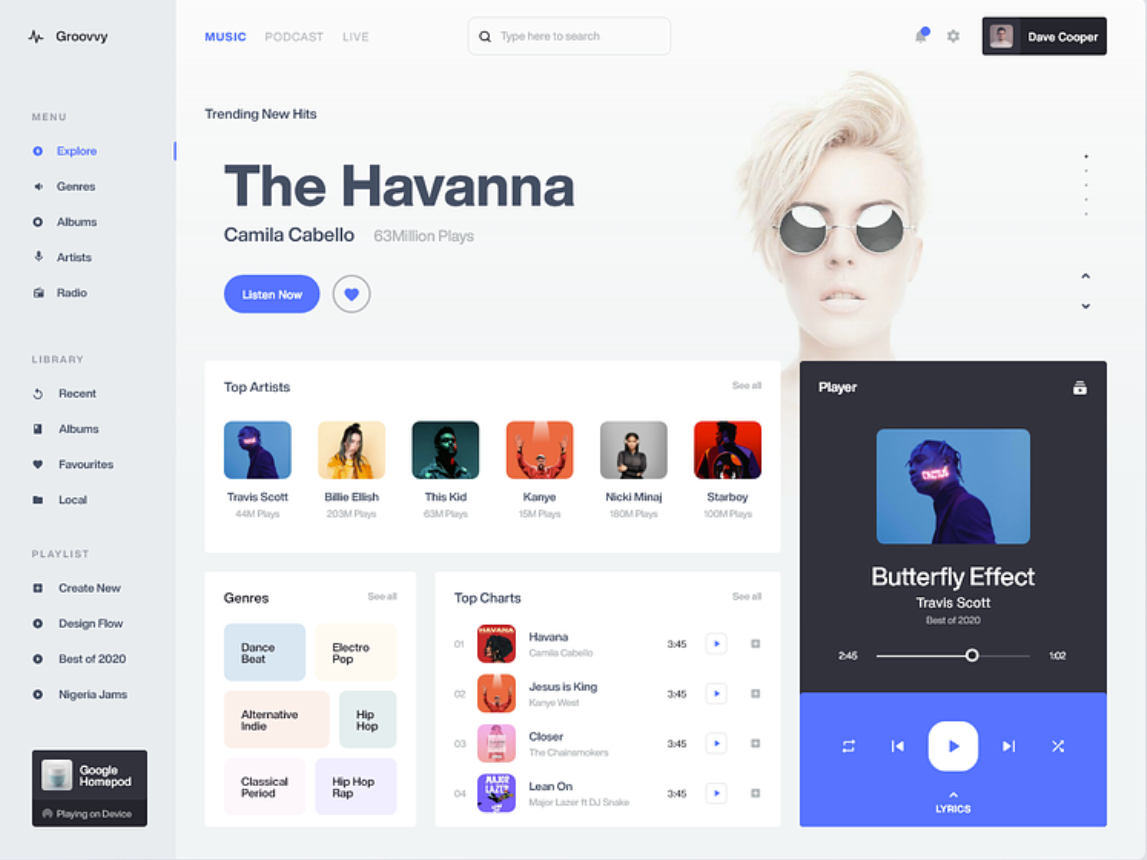 Groovvy
MUSIC PODCAST LIVE
Type here to search
Dave Cooper
MENU
Explore
Genres
Albums
Artists
Radio
LIBRARY
Recent
Albums
Favourites
Local
PLAYLIST
Create New
Design Flow
Best of 2020
Nigeria Jams
Google
Homepod
Playing on Device
Trending New Hits
The Havanna
Camila Cabello 63Million Plays
Listen Now
Top Artists See all
Travis Scott
44M Plays
Billie Ellish
203M Plays
This Kid
63M Plays
Kanye
15M Plays
Nicki Minaj
180M Plays
Starboy
100M Plays
Genres See all
Dance
Beat
Electro
Pop
Alternative
Indie
Hip
Hop
Classical
Period
Hip Hop
Rap
Top Charts See all
01 HAVANA Havana 3:45
Camila Cabello
02 Jesus is King 3:45
Kanye West
03 Closer 3:45
The Chainsmokers
04 MAJOR LAZER Lean On 3:45
Major Lazer ft DJ Snake
Player
CACTUS
Butterfly Effect
Travis Scott
Best of 2020
2:45 1:02
LYRICS